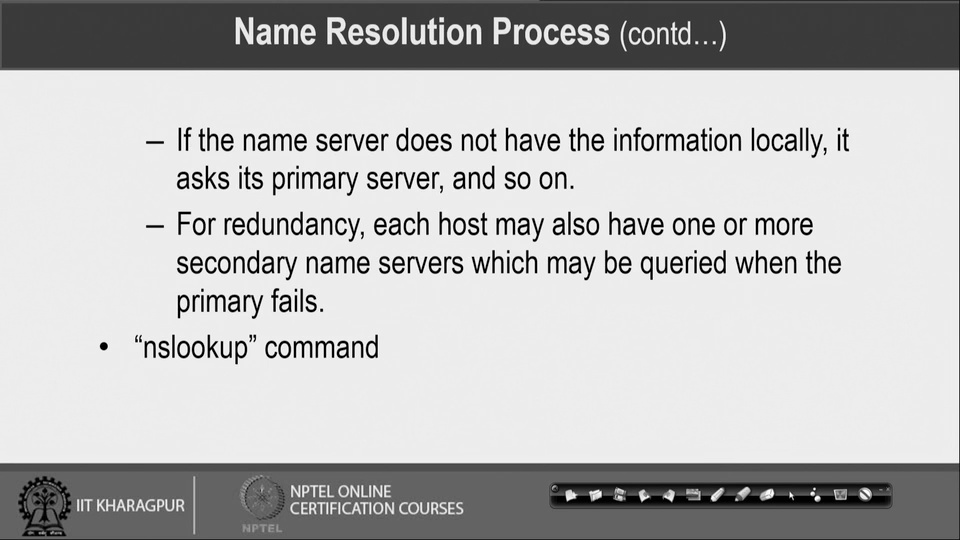 Name Resolution Process (contd...)
– If the name server does not have the information locally, it
asks its primary server, and so on.
– For redundancy, each host may also have one or more
secondary name servers which may be queried when the
primary fails.
• “nslookup” command
IIT KHARAGPUR
NPTEL ONLINE
CERTIFICATION COURSES
NPTEL